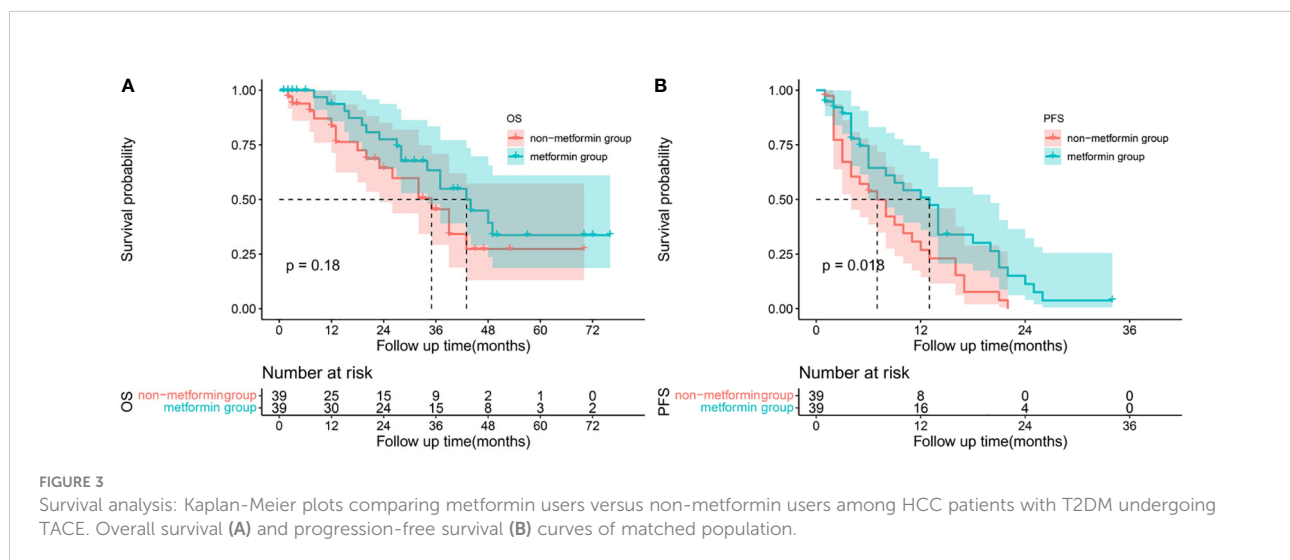 A
1.00
0.75
0.50
0.25
0.00
Survival probability
OS
non-metformin group
metformin group
p = 0.18
0 12 24 36 48 60 72
Follow up time(months)
Number at risk
OS
non-metformingroup 39 25 15 9 2 1 0
metformin group 39 30 24 15 8 3 2
0 12 24 36 48 60 72
Follow up time(months)
B
1.00
0.75
0.50
0.25
0.00
Survival probability
PFS
non-metformin group
metformin group
p = 0.018
0 12 24 36
Follow up time(months)
Number at risk
PFS
non-metformingroup 39 8 0 0
metformin group 39 16 4 0
0 12 24 36
Follow up time(months)
FIGURE 3
Survival analysis: Kaplan-Meier plots comparing metformin users versus non-metformin users among HCC patients with T2DM undergoing
TACE. Overall survival (A) and progression-free survival (B) curves of matched population.